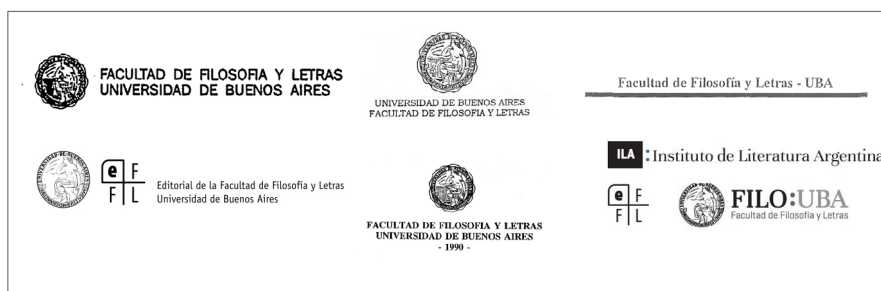 FACULTAD DE FILOSOFIA Y LETRAS
UNIVERSIDAD DE BUENOS AIRES
UNIVERSIDAD DE BUENOS AIRES
FACULTAD DE FILOSOFIA Y LETRAS
Facultad de Filosofía y Letras - UBA
e F
F L
Editorial de la Facultad de Filosofía y Letras
Universidad de Buenos Aires
FACULTAD DE FILOSOFIA Y LETRAS
UNIVERSIDAD DE BUENOS AIRES
- 1990 -
ILA :Instituto de Literatura Argentina
e F
F L
FILO:UBA
Facultad de Filosofía y Letras